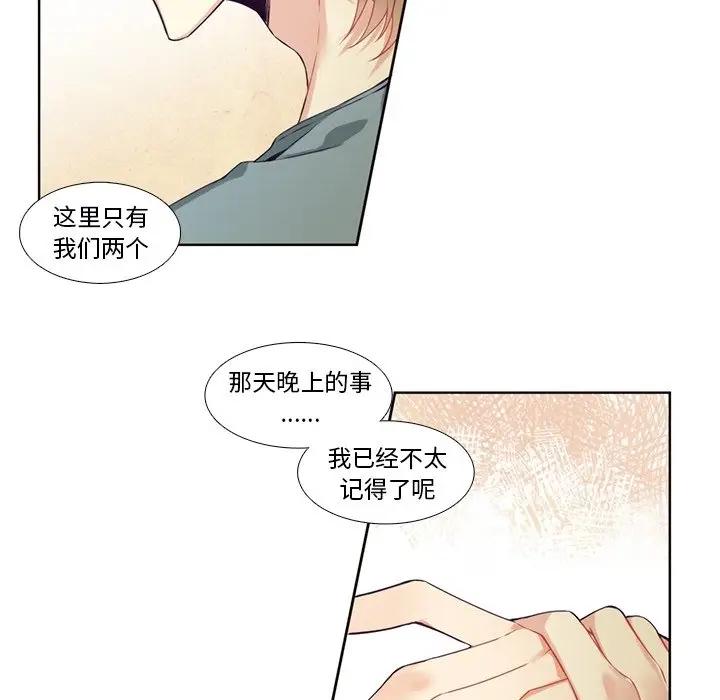 这里只有
我们两个
那天晚上的事
......
我已经不太
记得了呢